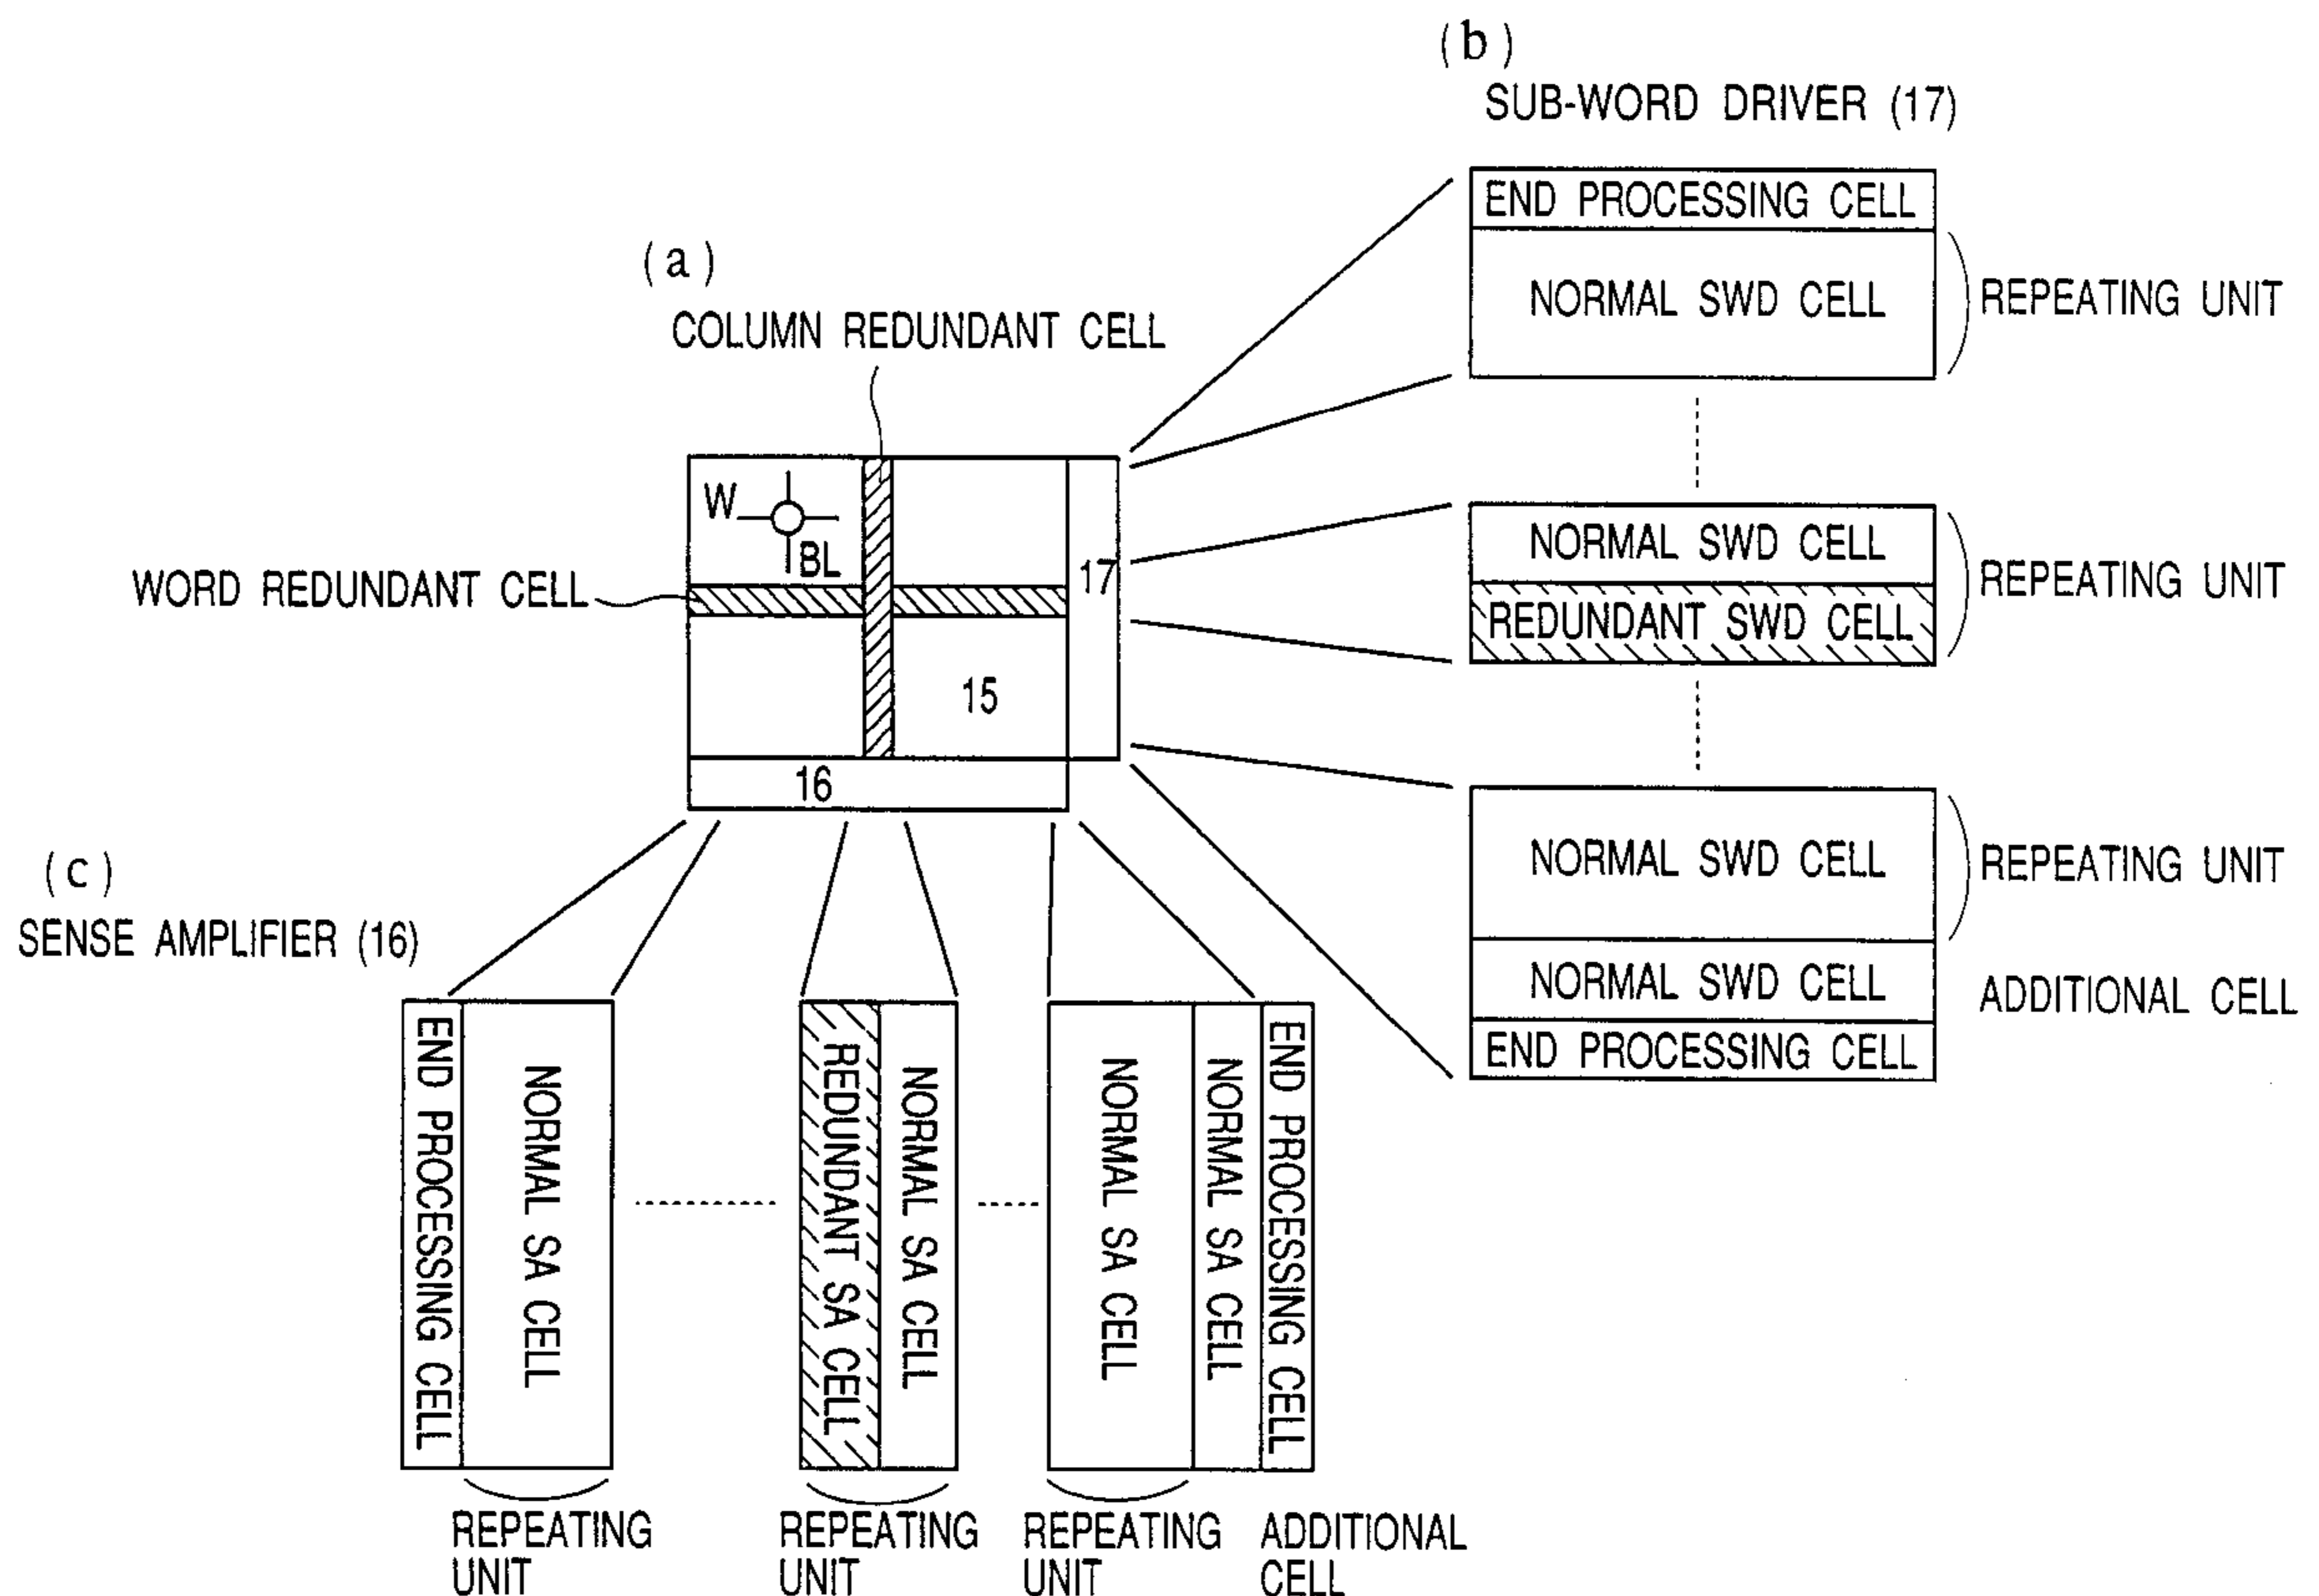 (b)
SUB-WORD DRIVER (17)
END PROCESSING CELL
NORMAL SWD CELL
REPEATING UNIT
NORMAL SWD CELL
REDUNDANT SWD CELL
REPEATING UNIT
NORMAL SWD CELL
REPEATING UNIT
NORMAL SWD CELL
ADDITIONAL CELL
END PROCESSING CELL
(a)
COLUMN REDUNDANT CELL
W
BL
17
WORD REDUNDANT CELL
15
16
(c)
SENSE AMPLIFIER (16)
END PROCESSING CELL
NORMAL SA CELL
REDUNDANT SA CELL
NORMAL SA CELL
NORMAL SA CELL
NORMAL SA CELL
END PROCESSING CELL
REPEATING
UNIT
REPEATING
UNIT
REPEATING
UNIT
ADDITIONAL
CELL